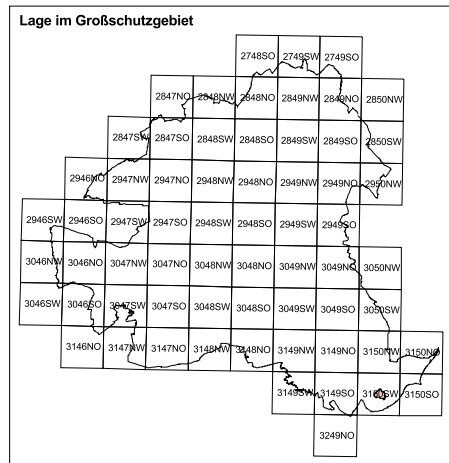 Lage im Großschutzgebiet
2748SO 2749SW 2749SO
2847NO 2848NW 2848NO 2849NW 2849NO 2850NW
2847SW 2847SO 2848SW 2848SO 2849SW 2849SO 2850SW
2946NO 2947NW 2947NO 2948NW 2948NO 2949NW 2949NO 2950NW
2946SW 2946SO 2947SW 2947SO 2948SW 2948SO 2949SW 2949SO
3046NW 3046NO 3047NW 3047NO 3048NW 3048NO 3049NW 3049NO 3050NW
3046SW 3046SO 3047SW 3047SO 3048SW 3048SO 3049SW 3049SO 3050SW
3146NO 3147NW 3147NO 3148NW 3148NO 3149NW 3149NO 3150NW 3150NO
3149SW 3149SO 3150SW 3150SO
3249NO